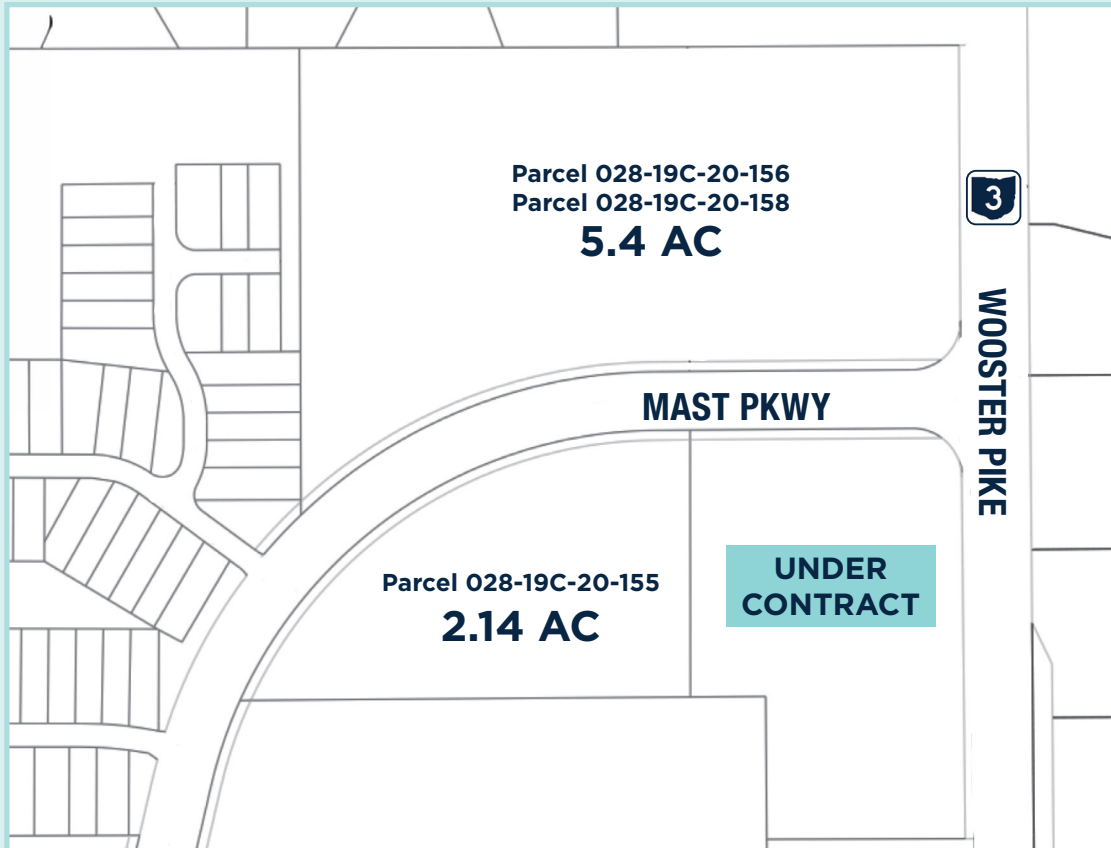 Parcel 028-19C-20-156
Parcel 028-19C-20-158
5.4 AC
3
WOOSTER PIKE
MAST PKWY
Parcel 028-19C-20-155
2.14 AC
UNDER
CONTRACT